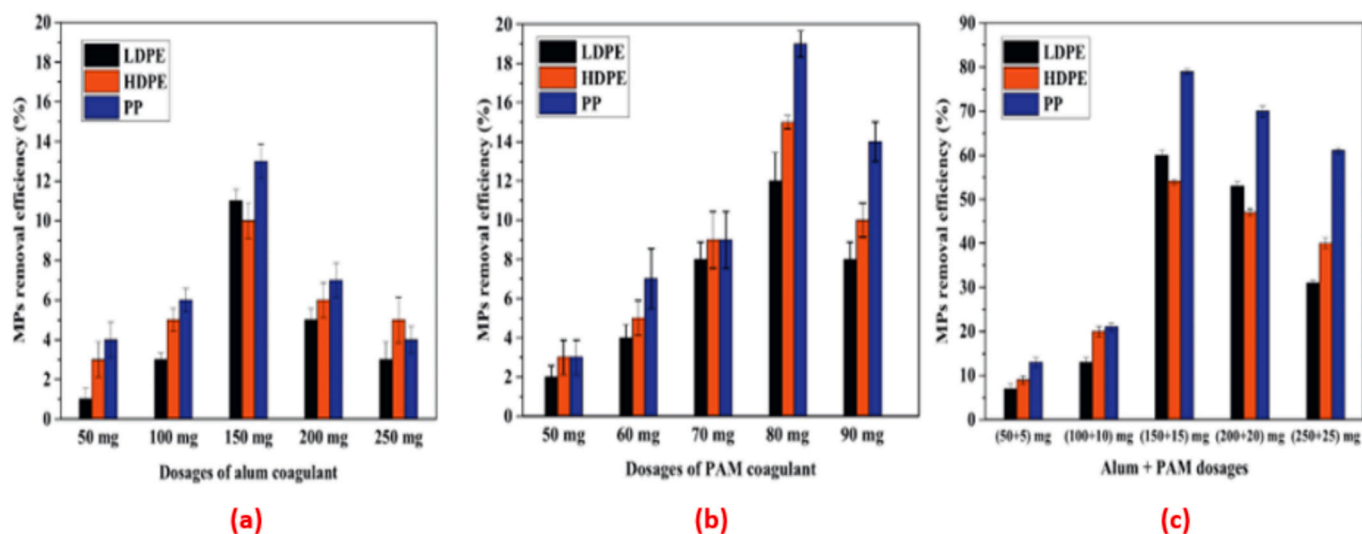 MPs removal efficiency (%)
20
18
16
14
12
10
8
6
4
2
0
LDPE
HDPE
PP
50 mg 100 mg 150 mg 200 mg 250 mg
Dosages of alum coagulant
(a)
MPs removal efficiency (%)
20
18
16
14
12
10
8
6
4
2
0
LDPE
HDPE
PP
50 mg 60 mg 70 mg 80 mg 90 mg
Dosages of PAM coagulant
(b)
MPs removal efficiency (%)
90
80
70
60
50
40
30
20
10
0
LDPE
HDPE
PP
(50+5) mg (100+10) mg (150+15) mg (200+20) mg (250+25) mg
Alum + PAM dosages
(c)